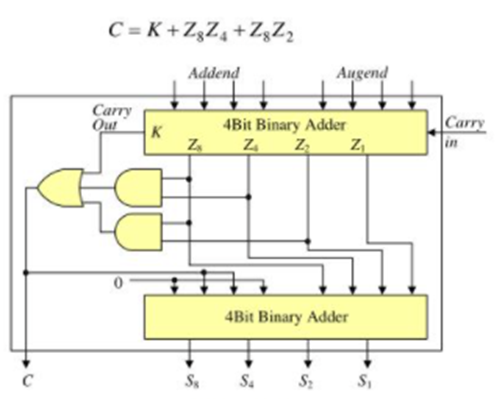 C = K + Z₈Z₄ + Z₈Z₂
Addend Augend
Carry Out
K
4Bit Binary Adder
Carry in
Z₈ Z₄ Z₂ Z₁
0
4Bit Binary Adder
C S₈ S₄ S₂ S₁